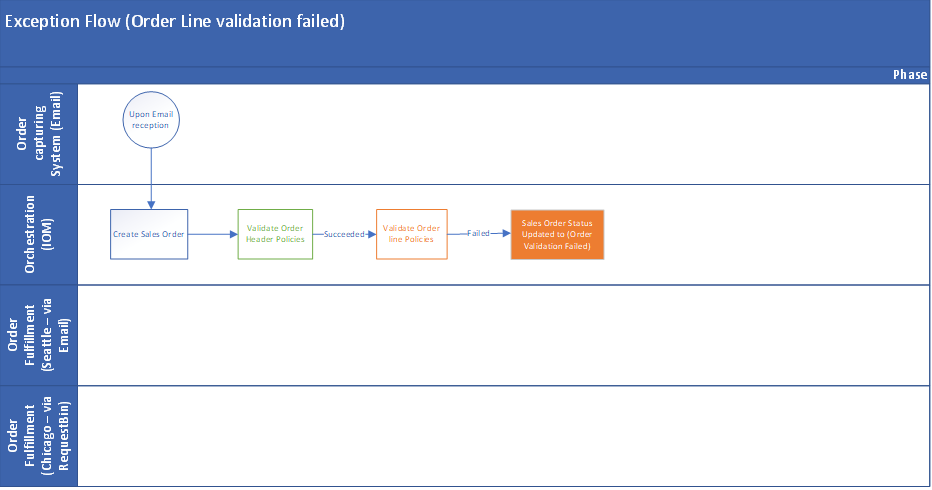 Exception Flow (Order Line validation failed)
Phase
Order
capturing
System (Email)
Upon Email
reception
Orchestration
(IOM)
Create Sales Order
Validate Order
Header Policies
Succeeded
Validate Order
line Policies
Failed
Sales Order Status
Updated to (Order
Validation Failed)
Order
Fulfillment
(Seattle – via
Email)
Order
Fulfillment
(Chicago – via
RequestBin)